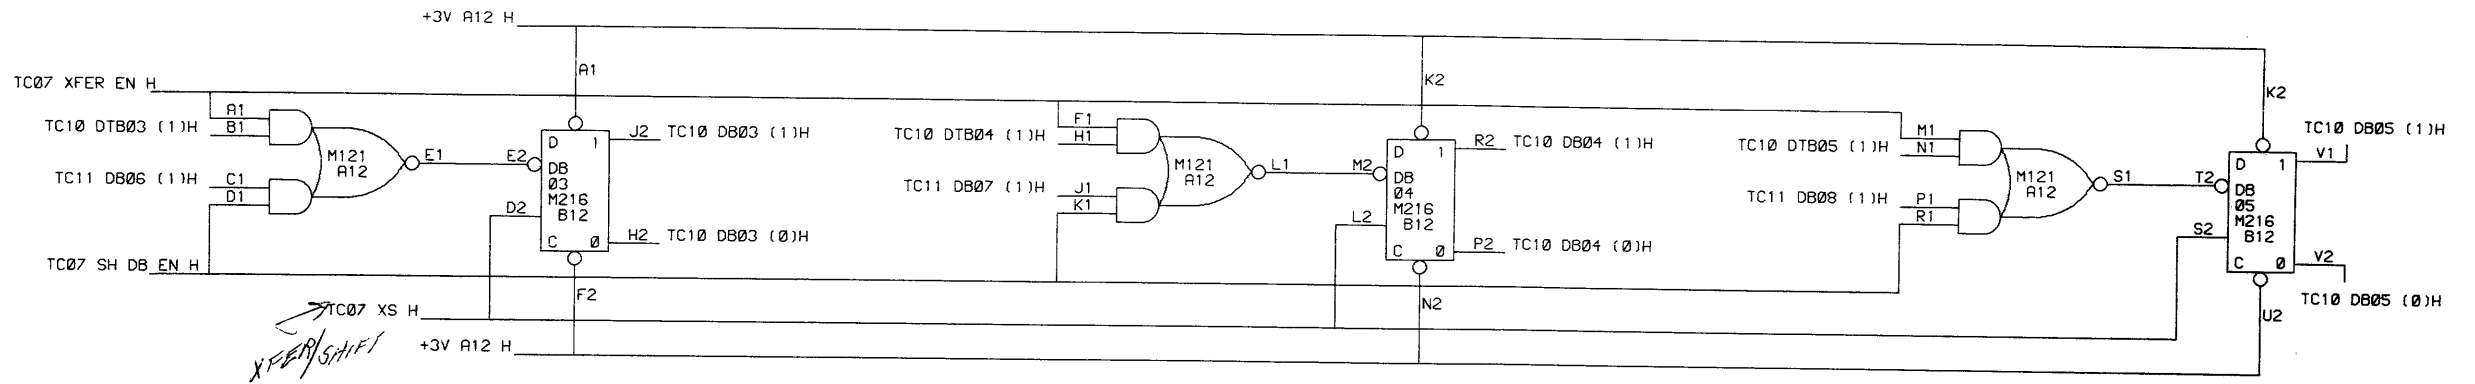 +3V A12 H
TC07 XFER EN H
A1
B1
TC10 DTB03 (1)H
TC11 DB06 (1)H
C1
D1
M121
A12
E1
E2
A1
D 1
DB
03
M216
B12
C 0
D2
F2
J2
TC10 DB03 (1)H
H2
TC10 DB03 (0)H
F1
H1
TC10 DTB04 (1)H
TC11 DB07 (1)H
J1
K1
M121
A12
L1
M2
K2
D 1
DB
04
M216
B12
C 0
L2
N2
R2
TC10 DB04 (1)H
P2
TC10 DB04 (0)H
M1
N1
TC10 DTB05 (1)H
TC11 DB08 (1)H
P1
R1
M121
A12
S1
T2
K2
D 1
DB
05
M216
B12
C 0
S2
U2
TC10 DB05 (1)H
V1
V2
TC10 DB05 (0)H
TC07 SH DB EN H
TC07 XS H
XFER/SHIFT
+3V A12 H